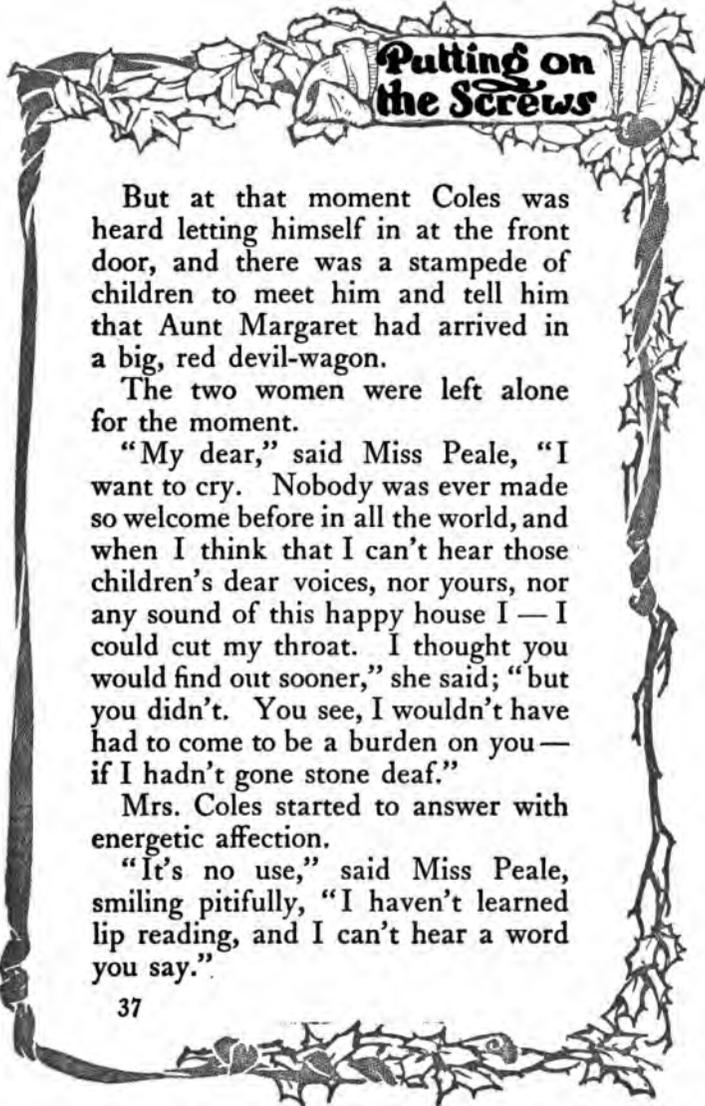 Putting on
the Screws
But at that moment Coles was
heard letting himself in at the front
door, and there was a stampede of
children to meet him and tell him
that Aunt Margaret had arrived in
a big, red devil-wagon.
The two women were left alone
for the moment.
“My dear,” said Miss Peale, “I
want to cry. Nobody was ever made
so welcome before in all the world, and
when I think that I can't hear those
children's dear voices, nor yours, nor
any sound of this happy house I — I
could cut my throat. I thought you
would find out sooner,” she said; “but
you didn't. You see, I wouldn't have
had to come to be a burden on you —
if I hadn't gone stone deaf.”
Mrs. Coles started to answer with
energetic affection.
“It's no use,” said Miss Peale,
smiling pitifully, “I haven't learned
lip reading, and I can't hear a word
you say.”
37